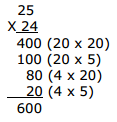 25
X 24
400 (20 x 20)
100 (20 x 5)
80 (4 x 20)
20 (4 x 5)
600